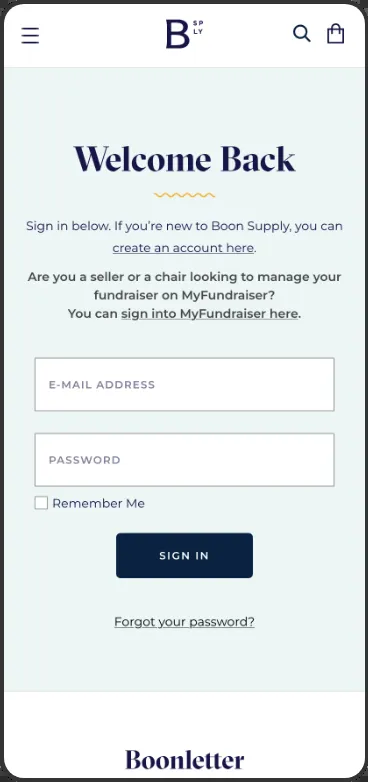 B SP
LY
Welcome Back
Sign in below. If you’re new to Boon Supply, you can
create an account here.
Are you a seller or a chair looking to manage your
fundraiser on MyFundraiser?
You can sign into MyFundraiser here.
E-MAIL ADDRESS
PASSWORD
Remember Me
SIGN IN
Forgot your password?
Boonletter